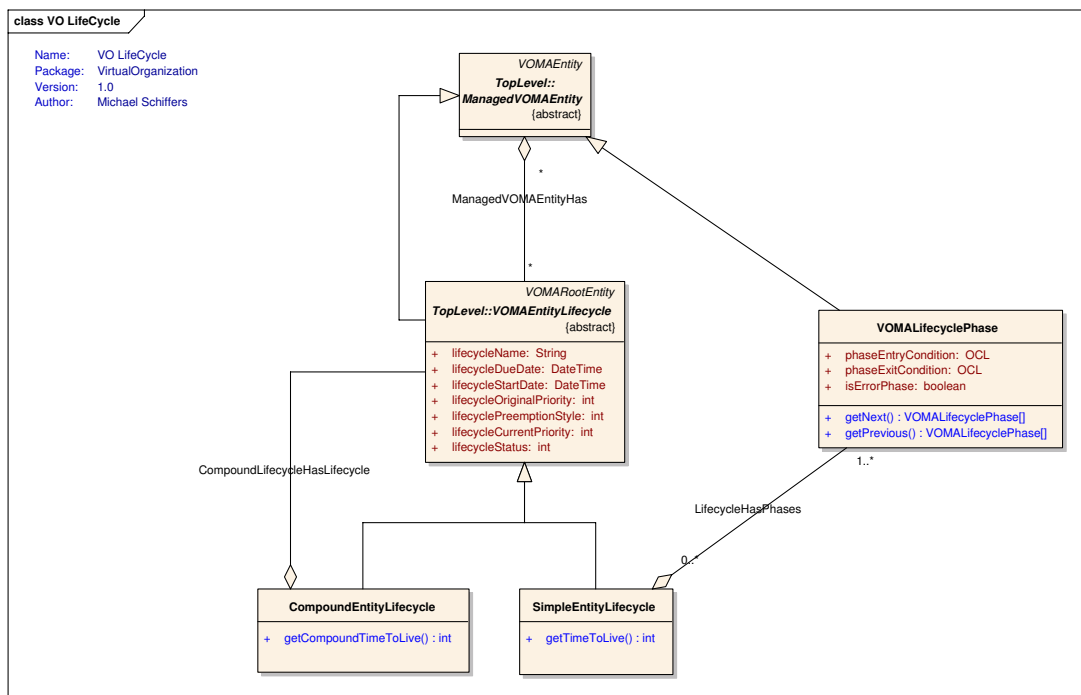 class VO LifeCycle
Name: VO LifeCycle
Package: VirtualOrganization
Version: 1.0
Author: Michael Schiffers
VOMAEntity
TopLevel::
ManagedVOMAEntity
{abstract}
*
ManagedVOMAEntityHas
*
VOMARootEntity
TopLevel::VOMAEntityLifecycle
{abstract}
+ lifecycleName: String
+ lifecycleDueDate: DateTime
+ lifecycleStartDate: DateTime
+ lifecycleOriginalPriority: int
+ lifecyclePreemptionStyle: int
+ lifecycleCurrentPriority: int
+ lifecycleStatus: int
VOMALifecyclePhase
+ phaseEntryCondition: OCL
+ phaseExitCondition: OCL
+ isErrorPhase: boolean
+ getNext() : VOMALifecyclePhase[]
+ getPrevious() : VOMALifecyclePhase[]
1..*
CompoundLifecycleHasLifecycle
LifecycleHasPhases
0..*
CompoundEntityLifecycle
+ getCompoundTimeToLive() : int
SimpleEntityLifecycle
+ getTimeToLive() : int